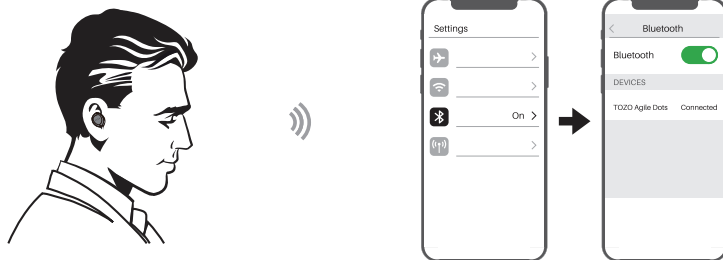 Settings
On
Bluetooth
Bluetooth
DEVICES
TOZO Agile Dots Connected